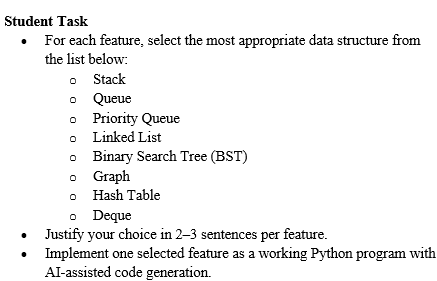 Student Task
• For each feature, select the most appropriate data structure from
the list below:
o Stack
o Queue
o Priority Queue
o Linked List
o Binary Search Tree (BST)
o Graph
o Hash Table
o Deque
• Justify your choice in 2–3 sentences per feature.
• Implement one selected feature as a working Python program with
AI-assisted code generation.